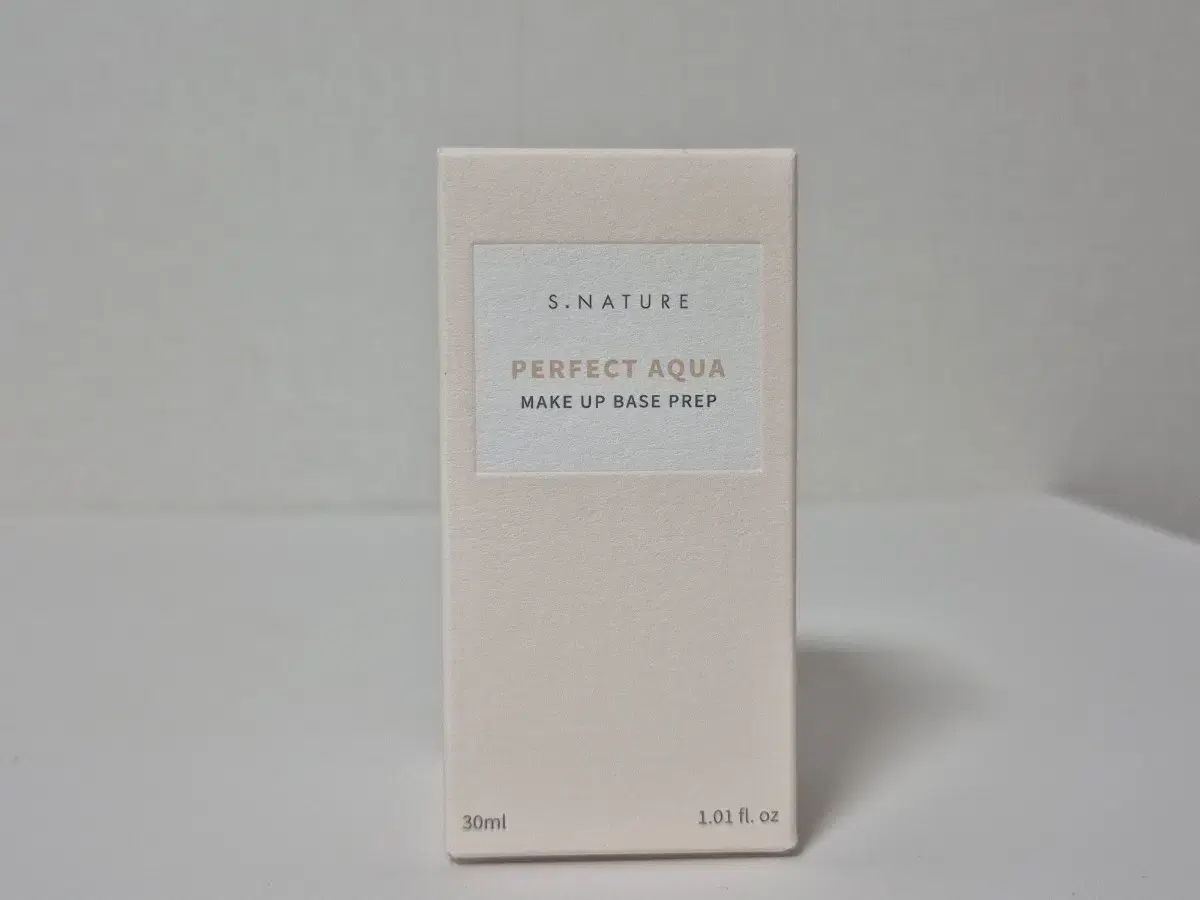 S.NATURE
PERFECT AQUA
MAKE UP BASE PREP
30ml
1.01 fl. oz